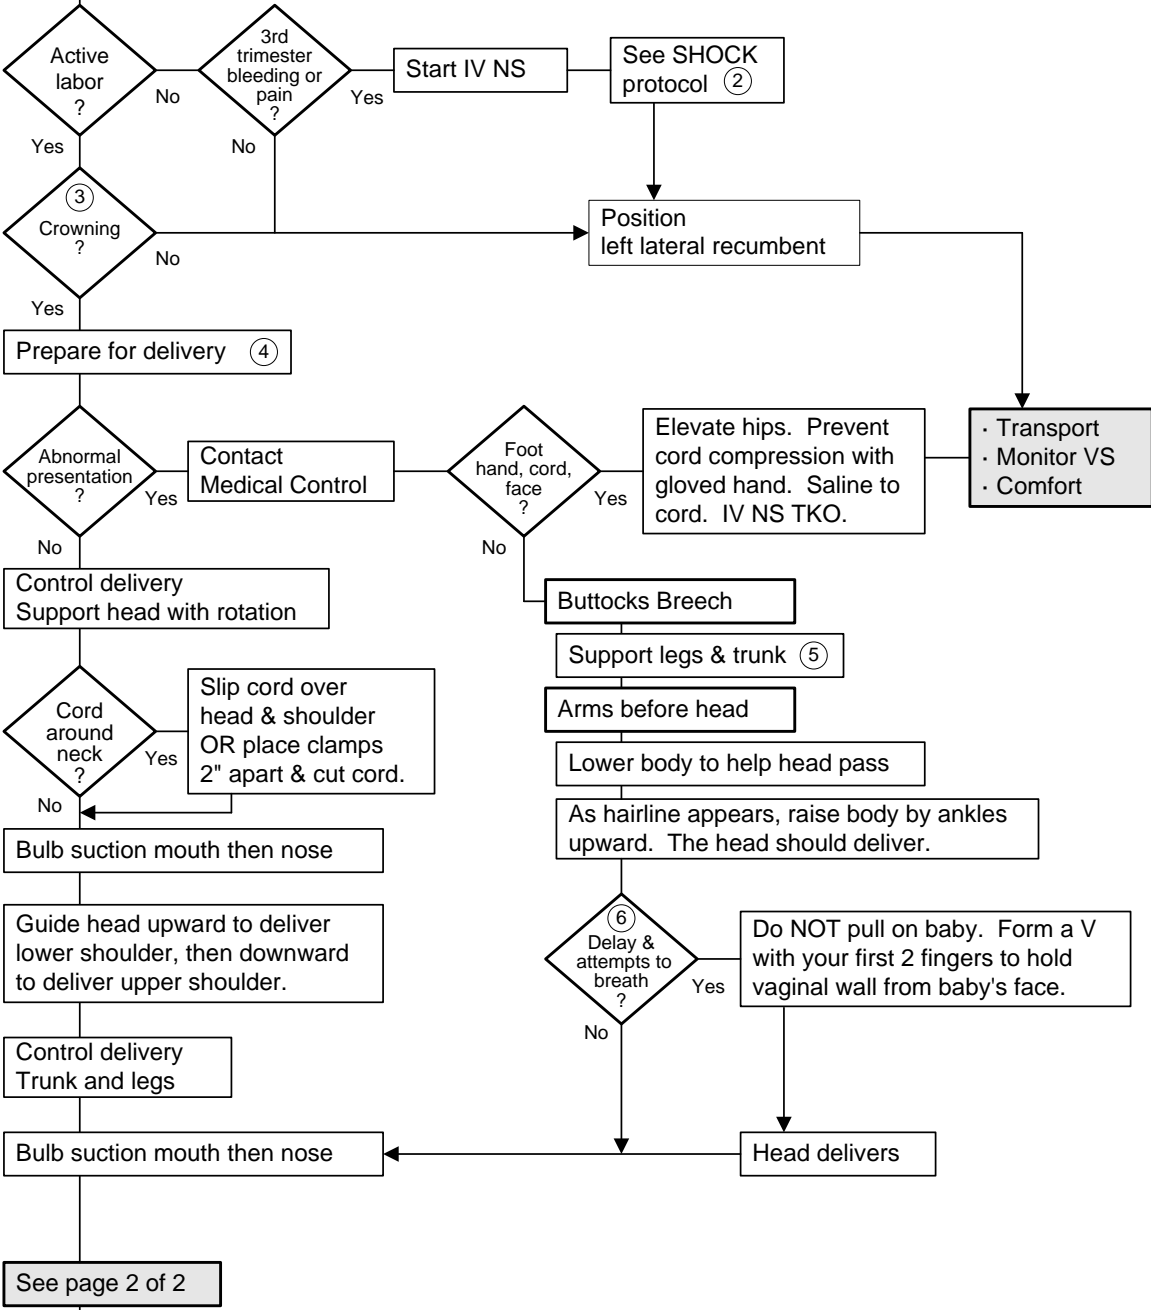 Active
labor
?
No
3rd
trimester
bleeding or
pain
?
Yes
Start IV NS
See SHOCK
protocol ②
Yes
No
③
Crowning
?
No
Position
left lateral recumbent
Yes
Prepare for delivery ④
Abnormal
presentation
?
Yes
Contact
Medical Control
Foot
hand, cord,
face
?
Yes
Elevate hips. Prevent
cord compression with
gloved hand. Saline to
cord. IV NS TKO.
· Transport
· Monitor VS
· Comfort
No
No
Control delivery
Support head with rotation
Buttocks Breech
Support legs & trunk ⑤
Arms before head
Lower body to help head pass
As hairline appears, raise body by ankles
upward. The head should deliver.
Cord
around
neck
?
Yes
Slip cord over
head & shoulder
OR place clamps
2" apart & cut cord.
No
Bulb suction mouth then nose
Guide head upward to deliver
lower shoulder, then downward
to deliver upper shoulder.
⑥
Delay &
attempts to
breath
?
Yes
Do NOT pull on baby. Form a V
with your first 2 fingers to hold
vaginal wall from baby's face.
No
Control delivery
Trunk and legs
Bulb suction mouth then nose
Head delivers
See page 2 of 2